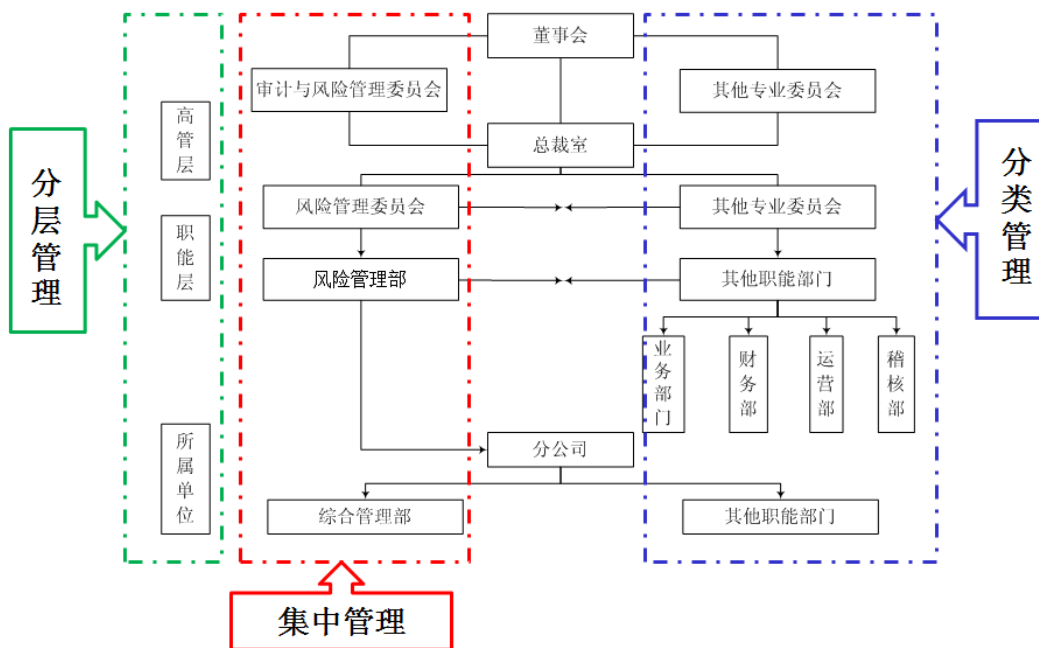 董事会
审计与风险管理委员会
其他专业委员会
高管层
总裁室
分层管理
分类管理
风险管理委员会
其他专业委员会
职能层
风险管理部
其他职能部门
业务部门
财务部
运营部
稽核部
所属单位
分公司
综合管理部
其他职能部门
集中管理